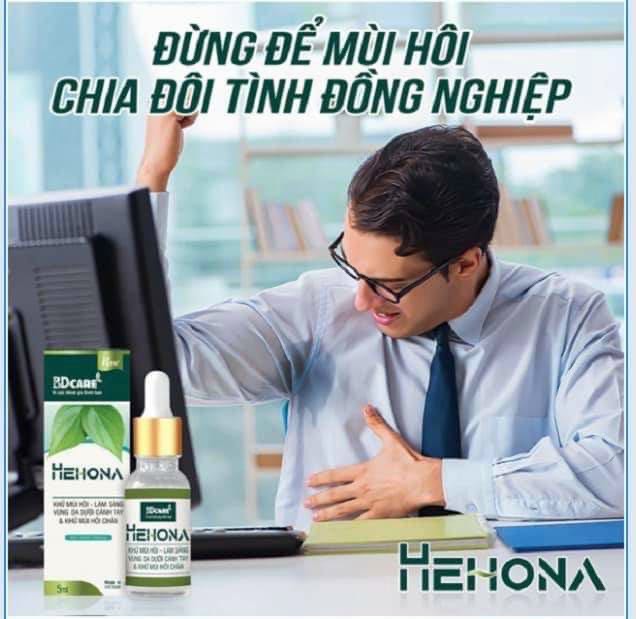 ĐỪNG ĐỂ MÙI HÔI
CHIA ĐÔI TÌNH ĐỒNG NGHIỆP
New
BDCARE
HEHONA
KHỬ MÙI HÔI - LÀM SÁNG
VÙNG DA DƯỚI CÁNH TAY
& KHỬ MÙI HÔI CHÂN
5ml
BDCARE
HEHONA
KHỬ MÙI HÔI - LÀM SÁNG
VÙNG DA DƯỚI CÁNH TAY
& KHỬ MÙI HÔI CHÂN
HEHONA